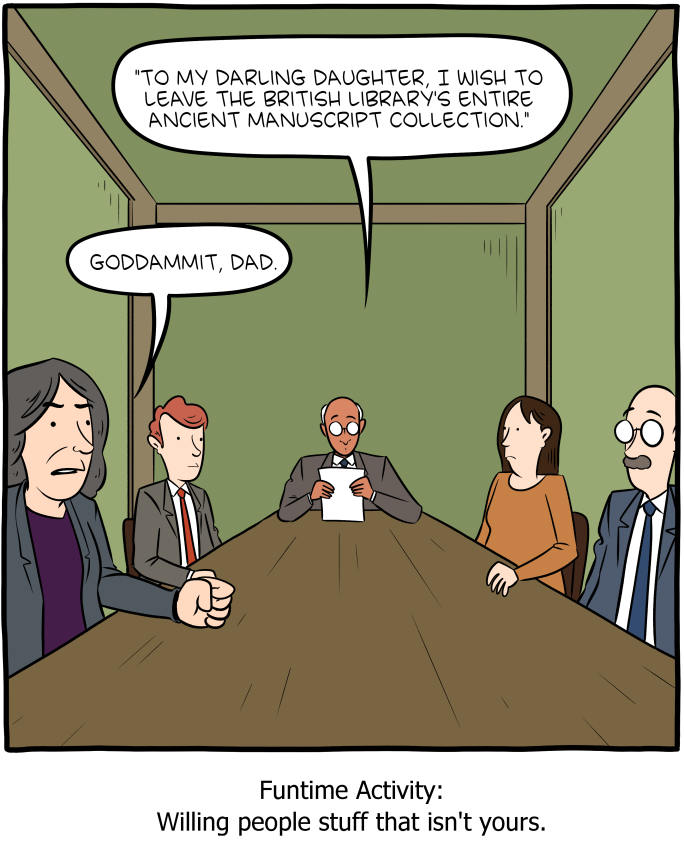 "TO MY DARLING DAUGHTER, I WISH TO
LEAVE THE BRITISH LIBRARY'S ENTIRE
ANCIENT MANUSCRIPT COLLECTION."
GODDAMMIT, DAD.
Funtime Activity:
Willing people stuff that isn't yours.